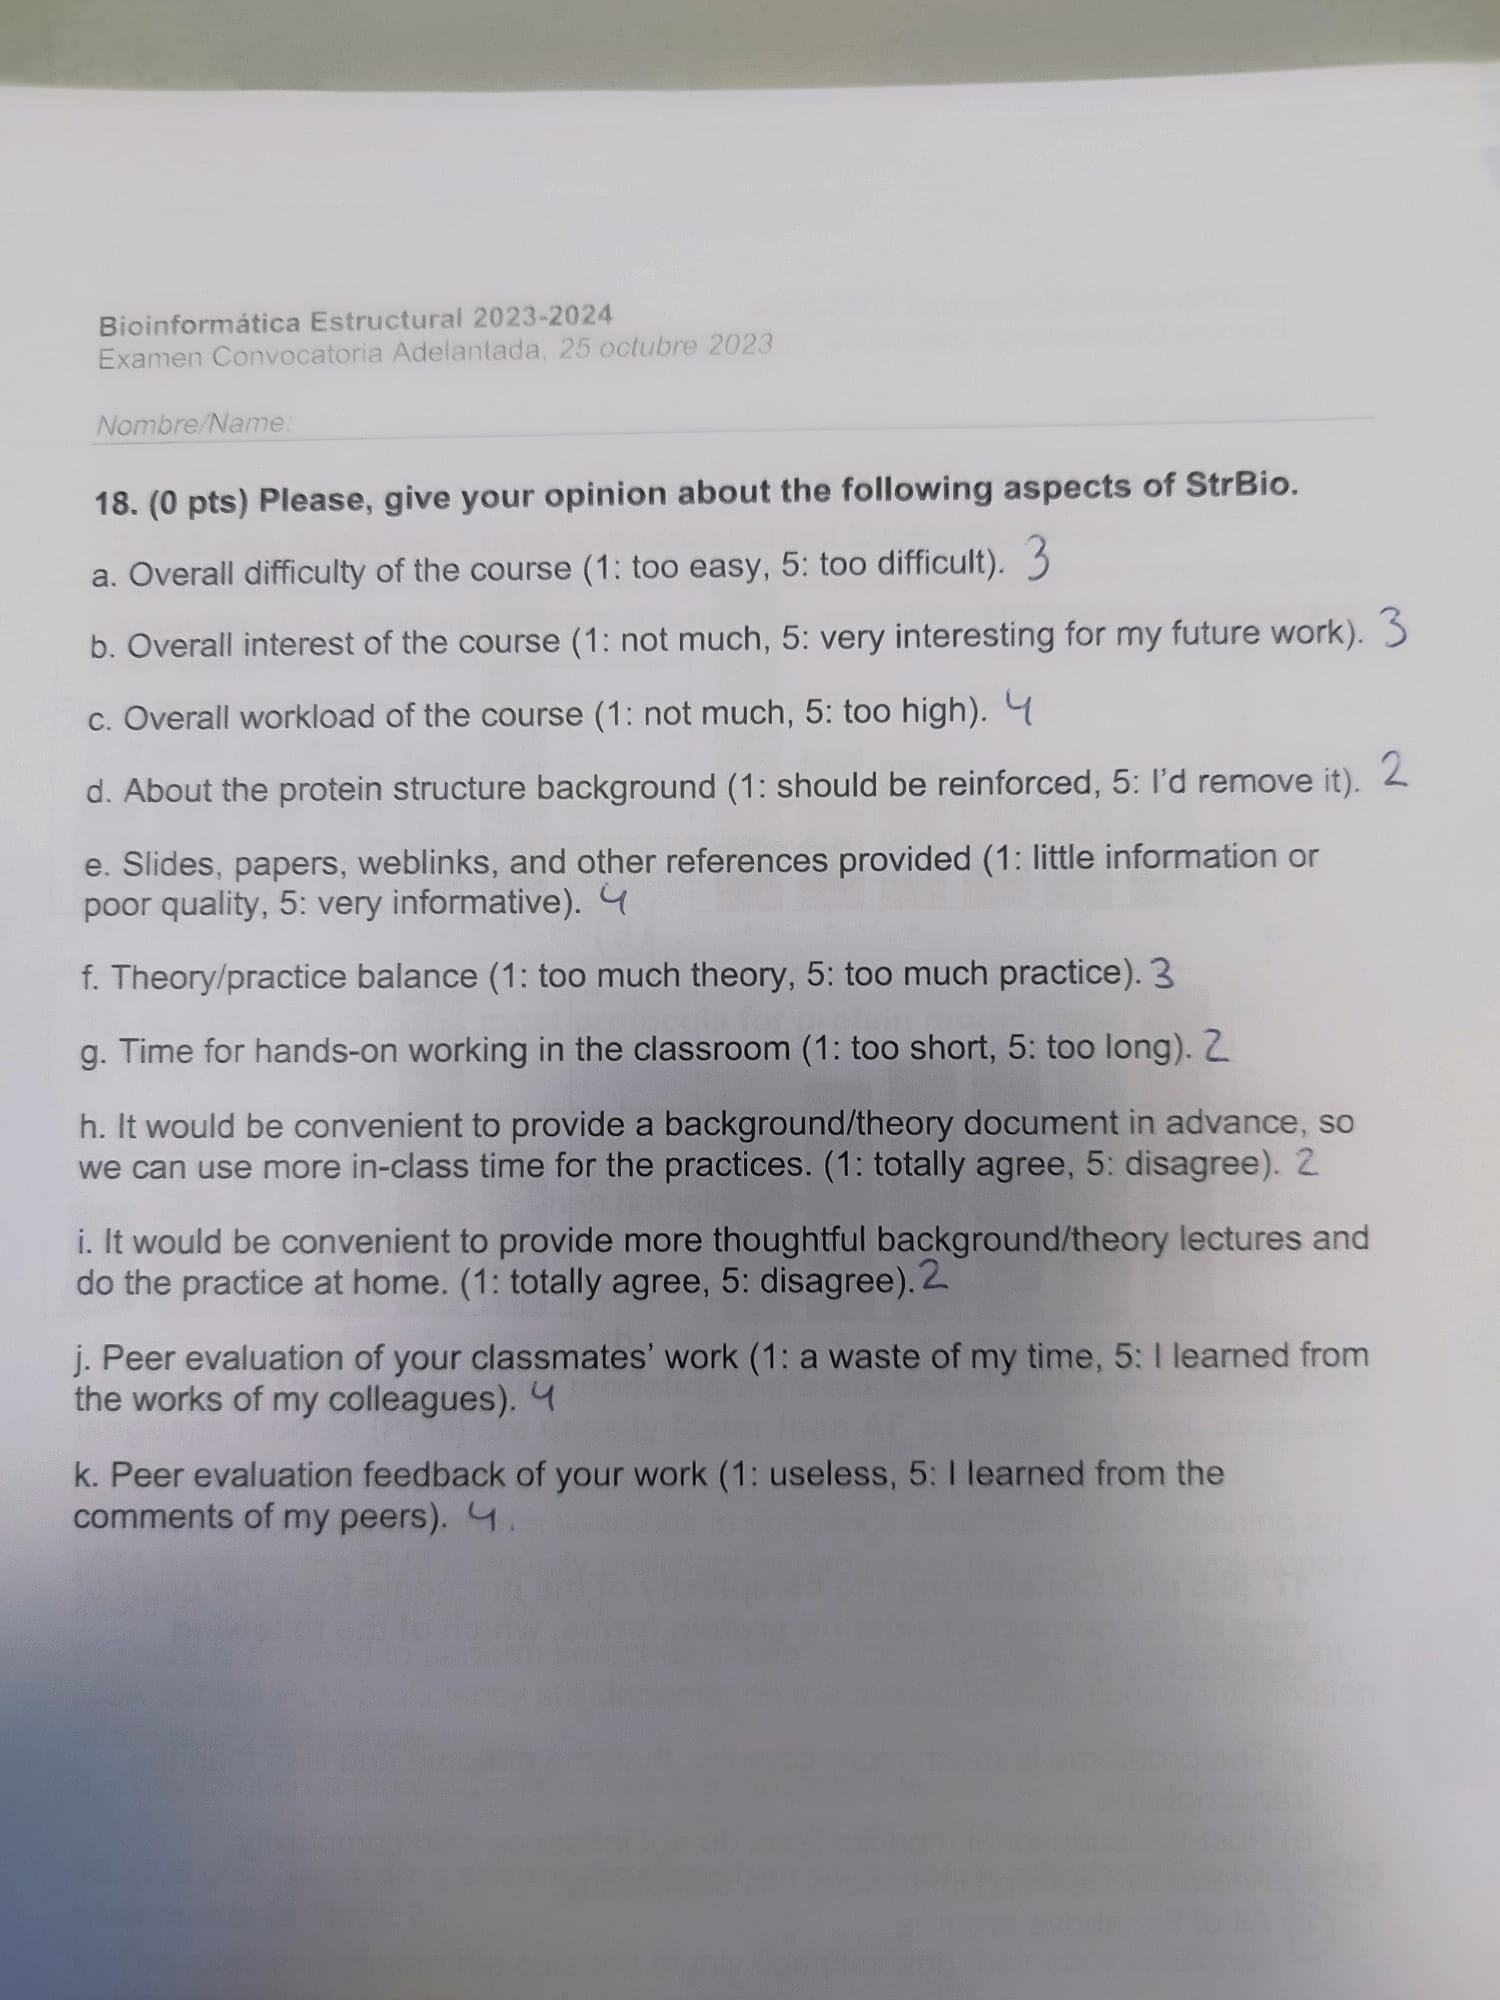 Bioinformática Estructural 2023-2024
Examen Convocatoria Adelantada, 25 octubre 2023
Nombre/Name:
18. (0 pts) Please, give your opinion about the following aspects of StrBio.
a. Overall difficulty of the course (1: too easy, 5: too difficult). 3
b. Overall interest of the course (1: not much, 5: very interesting for my future work). 3
c. Overall workload of the course (1: not much, 5: too high). 4
d. About the protein structure background (1: should be reinforced, 5: I'd remove it). 2
e. Slides, papers, weblinks, and other references provided (1: little information or
poor quality, 5: very informative). 4
f. Theory/practice balance (1: too much theory, 5: too much practice). 3
g. Time for hands-on working in the classroom (1: too short, 5: too long). 2
h. It would be convenient to provide a background/theory document in advance, so
we can use more in-class time for the practices. (1: totally agree, 5: disagree). 2
i. It would be convenient to provide more thoughtful background/theory lectures and
do the practice at home. (1: totally agree, 5: disagree). 2
j. Peer evaluation of your classmates' work (1: a waste of my time, 5: I learned from
the works of my colleagues). 4
k. Peer evaluation feedback of your work (1: useless, 5: I learned from the
comments of my peers). 4.